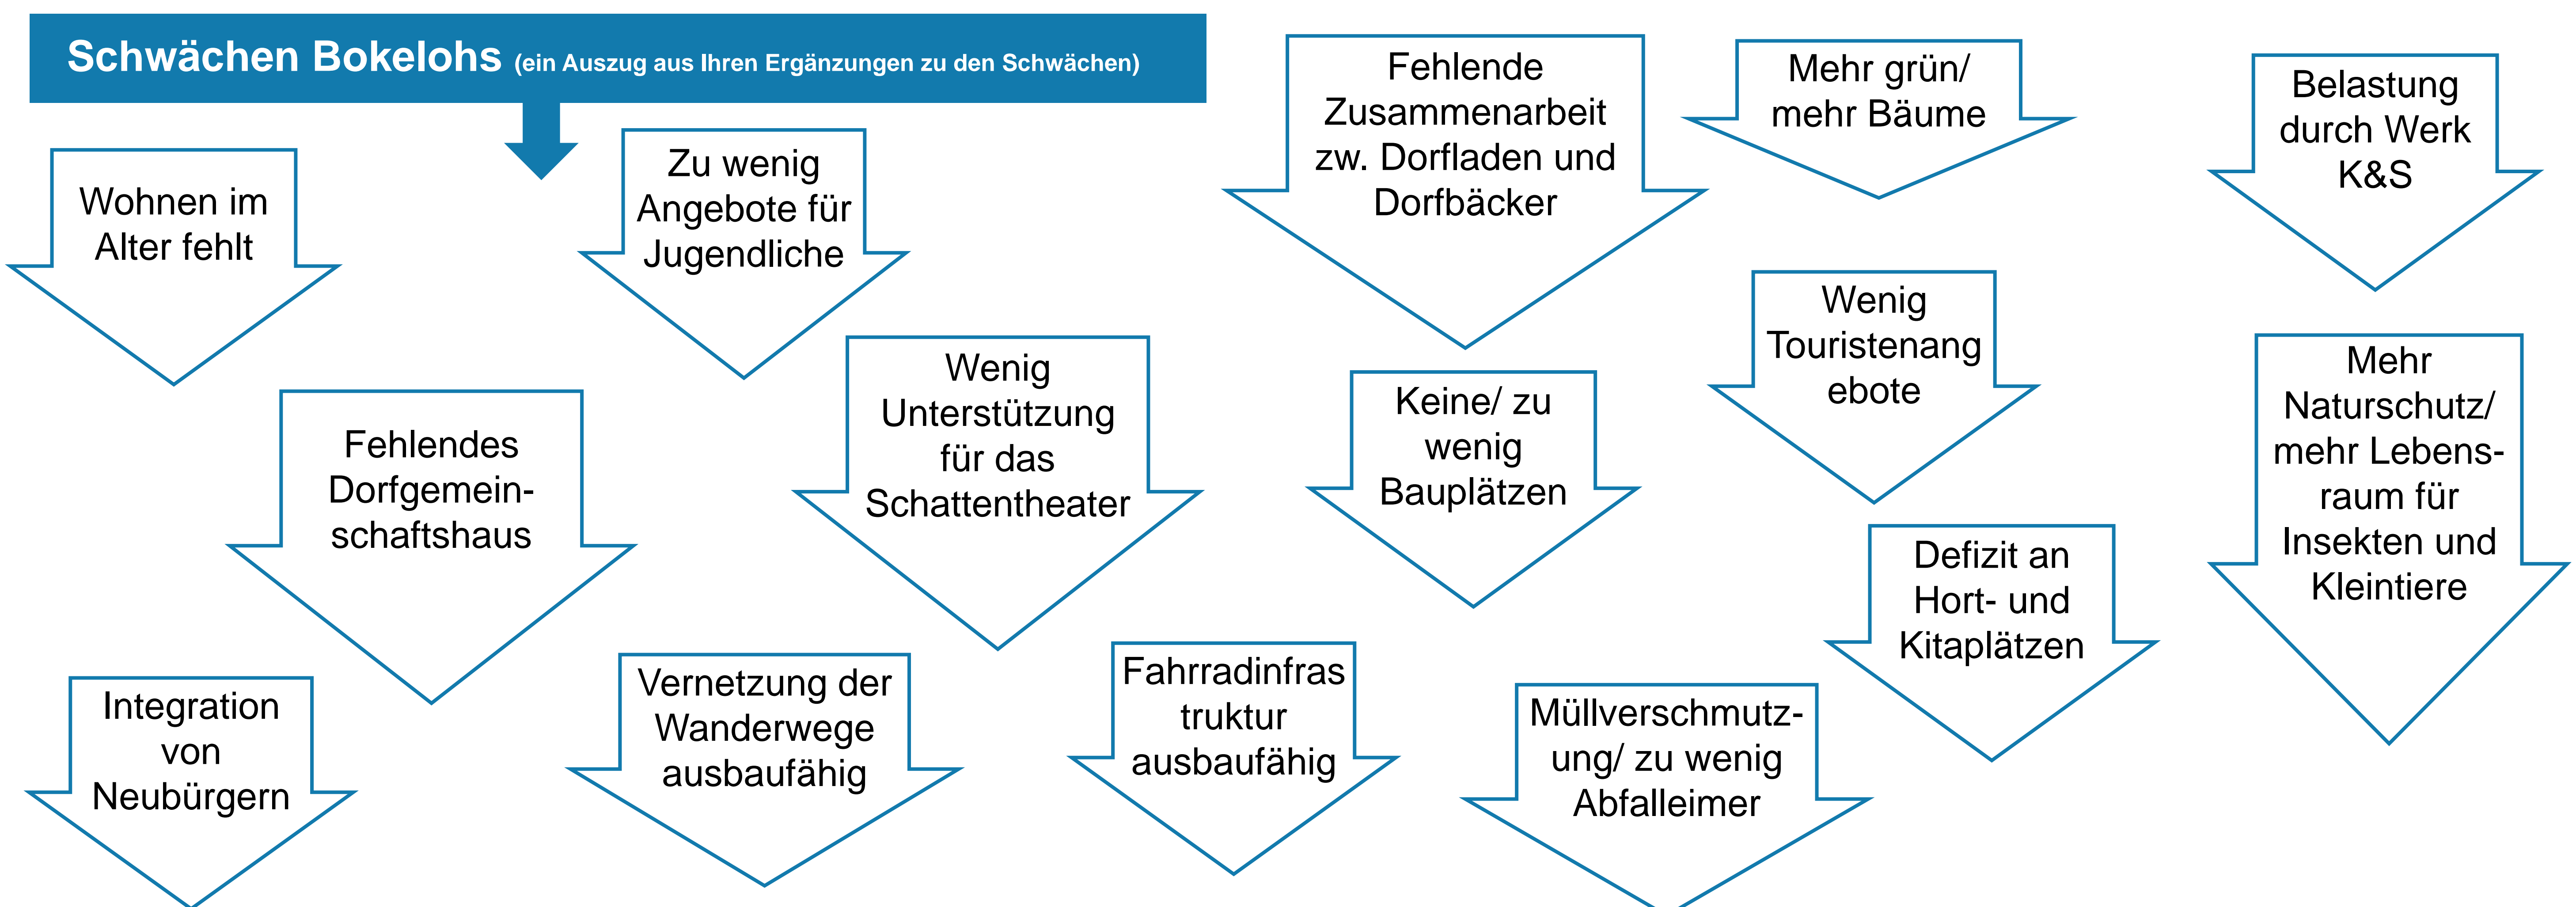 Schwächen Bokelohs (ein Auszug aus Ihren Ergänzungen zu den Schwächen)
Wohnen im
Alter fehlt
Zu wenig
Angebote für
Jugendliche
Fehlende
Zusammenarbeit
zw. Dorfladen und
Dorfbäcker
Mehr grün/
mehr Bäume
Belastung
durch Werk
K&S
Fehlendes
Dorfgemein-
schaftshaus
Wenig
Unterstützung
für das
Schattentheater
Keine/ zu
wenig
Bauplätzen
Wenig
Touristenang
ebote
Mehr
Naturschutz/
mehr Lebens-
raum für
Insekten und
Kleintiere
Integration
von
Neubürgern
Vernetzung der
Wanderwege
ausbaufähig
Fahrradinfras
truktur
ausbaufähig
Müllverschmutz-
ung/ zu wenig
Abfalleimer
Defizit an
Hort- und
Kitaplätzen